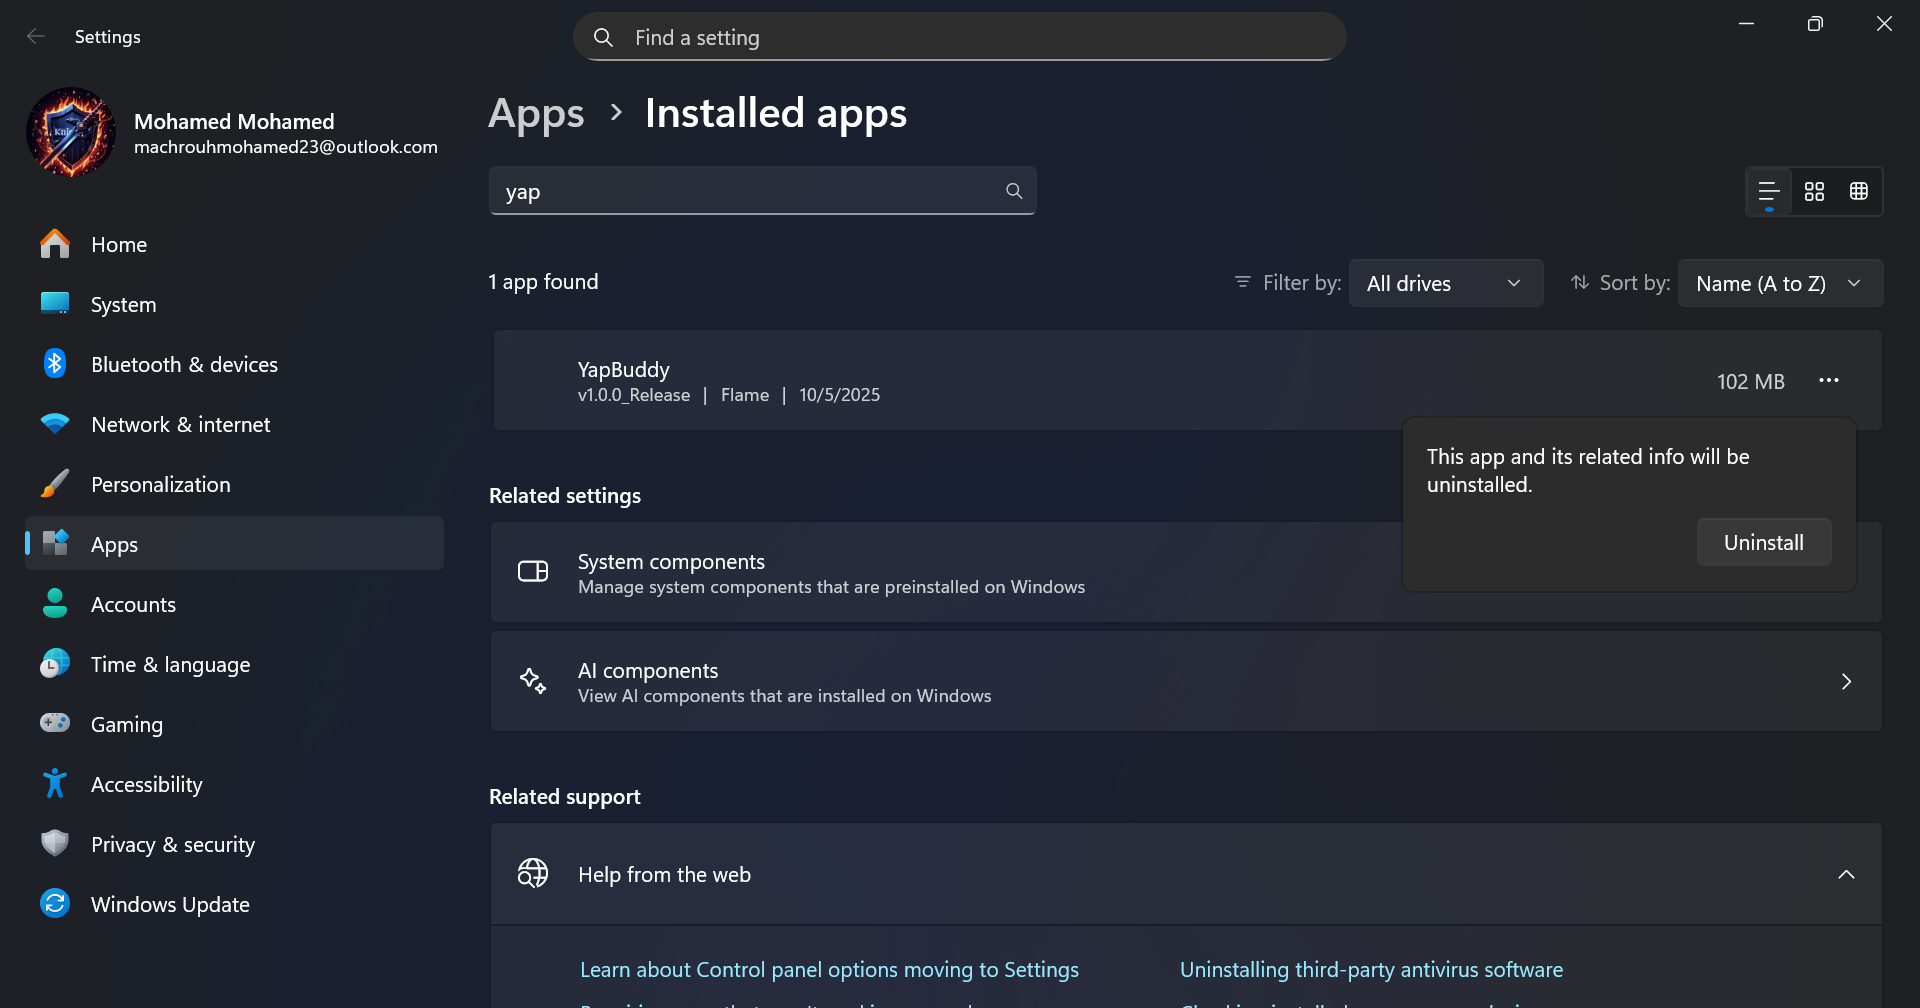 Settings
Find a setting
Mohamed Mohamed
machrouhmohamed23@outlook.com
Home
System
Bluetooth & devices
Network & internet
Personalization
Apps
Accounts
Time & language
Gaming
Accessibility
Privacy & security
Windows Update
Apps > Installed apps
yap
1 app found
Filter by: All drives
Sort by: Name (A to Z)
YapBuddy
v1.0.0_Release | Flame | 10/5/2025
102 MB
This app and its related info will be
uninstalled.
Uninstall
Related settings
System components
Manage system components that are preinstalled on Windows
AI components
View AI components that are installed on Windows
Related support
Help from the web
Learn about Control panel options moving to Settings
Uninstalling third-party antivirus software